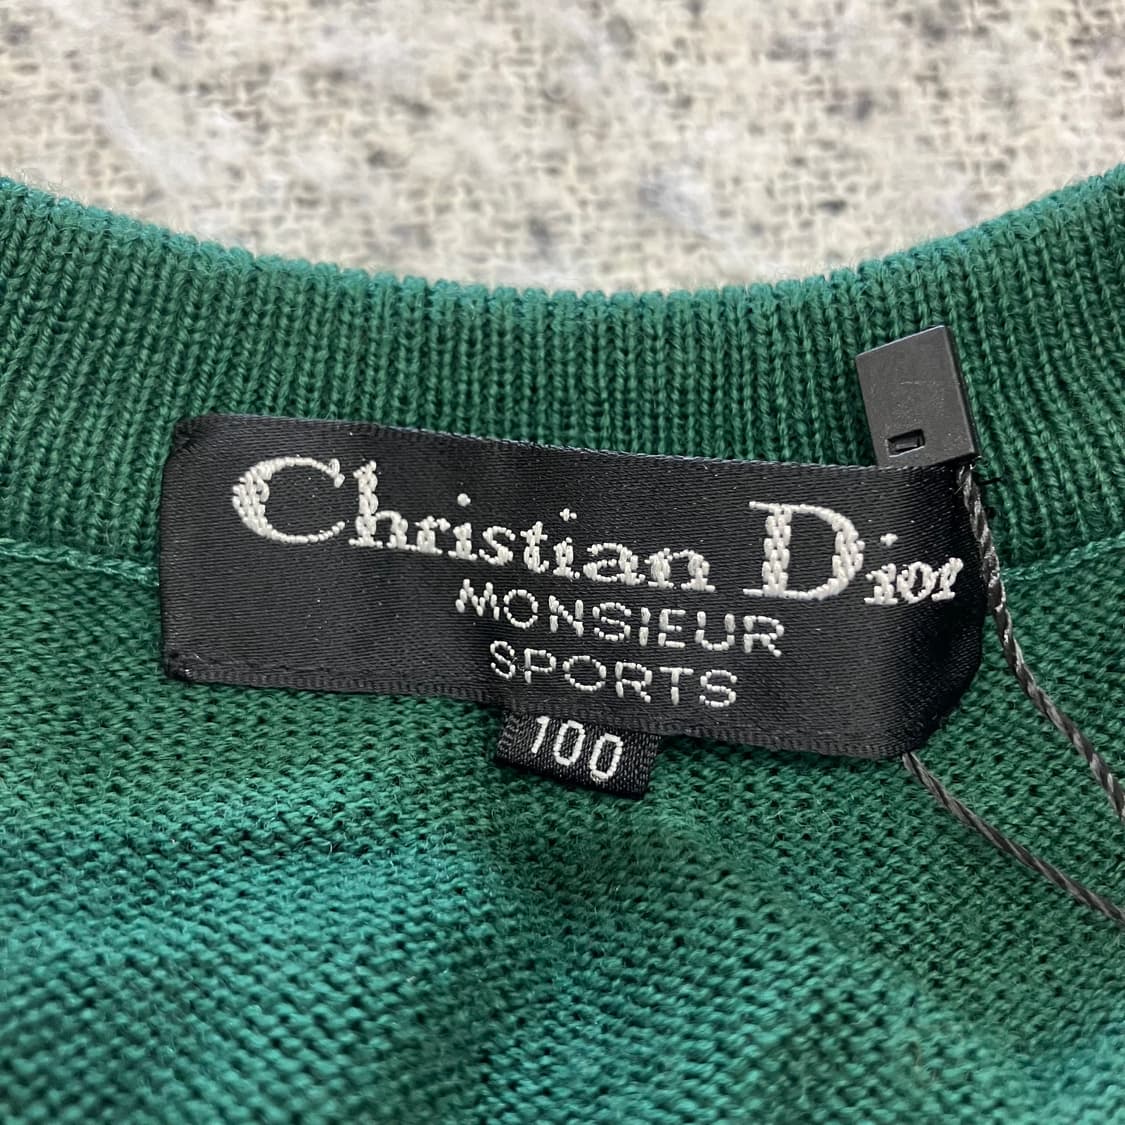 Christian Dior
MONSIEUR
SPORTS
100